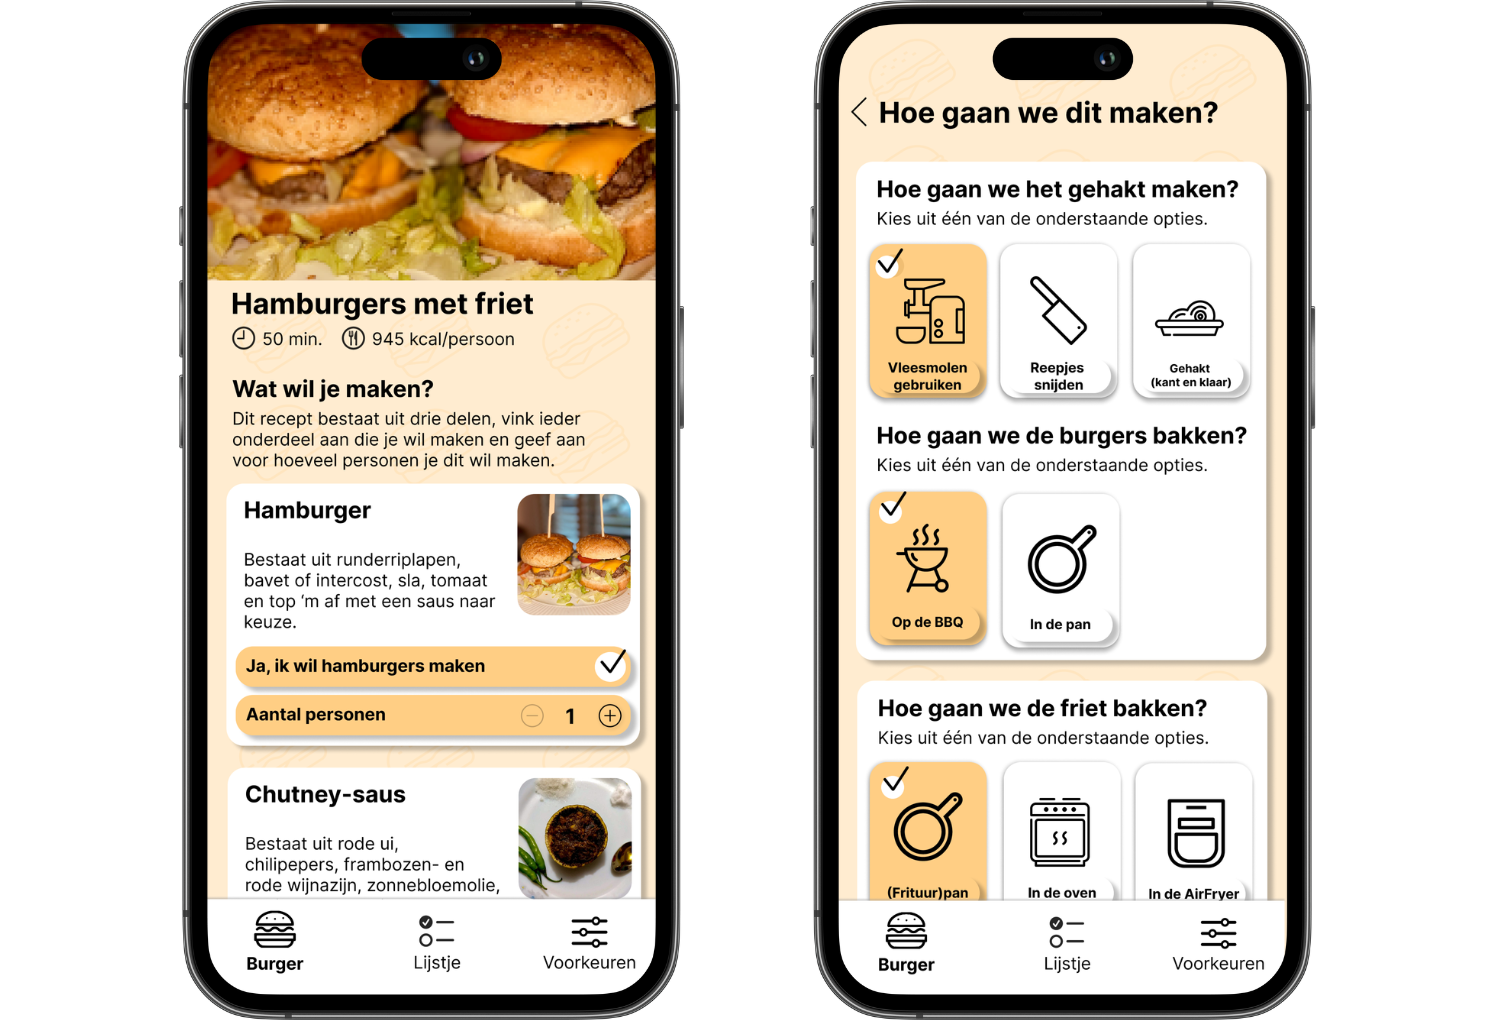 Hamburgers met friet
50 min.
945 kcal/persoon
Wat wil je maken?
Dit recept bestaat uit drie delen, vink ieder
onderdeel aan die je wil maken en geef aan
voor hoeveel personen je dit wil maken.
Hamburger
Bestaat uit runderriplapen,
bavet of intercost, sla, tomaat
en top ‘m af met een saus naar
keuze.
Ja, ik wil hamburgers maken
Aantal personen
1
Chutney-saus
Bestaat uit rode ui,
chilipepers, frambozen- en
rode wijnazijn, zonnebloemolie,
Burger
Lijstje
Voorkeuren
Hoe gaan we dit maken?
Hoe gaan we het gehakt maken?
Kies uit één van de onderstaande opties.
Vleesmolen
gebruiken
Reepjes
snijden
Gehakt
(kant en klaar)
Hoe gaan we de burgers bakken?
Kies uit één van de onderstaande opties.
Op de BBQ
In de pan
Hoe gaan we de friet bakken?
Kies uit één van de onderstaande opties.
(Frituur)pan
In de oven
In de AirFryer
Burger
Lijstje
Voorkeuren